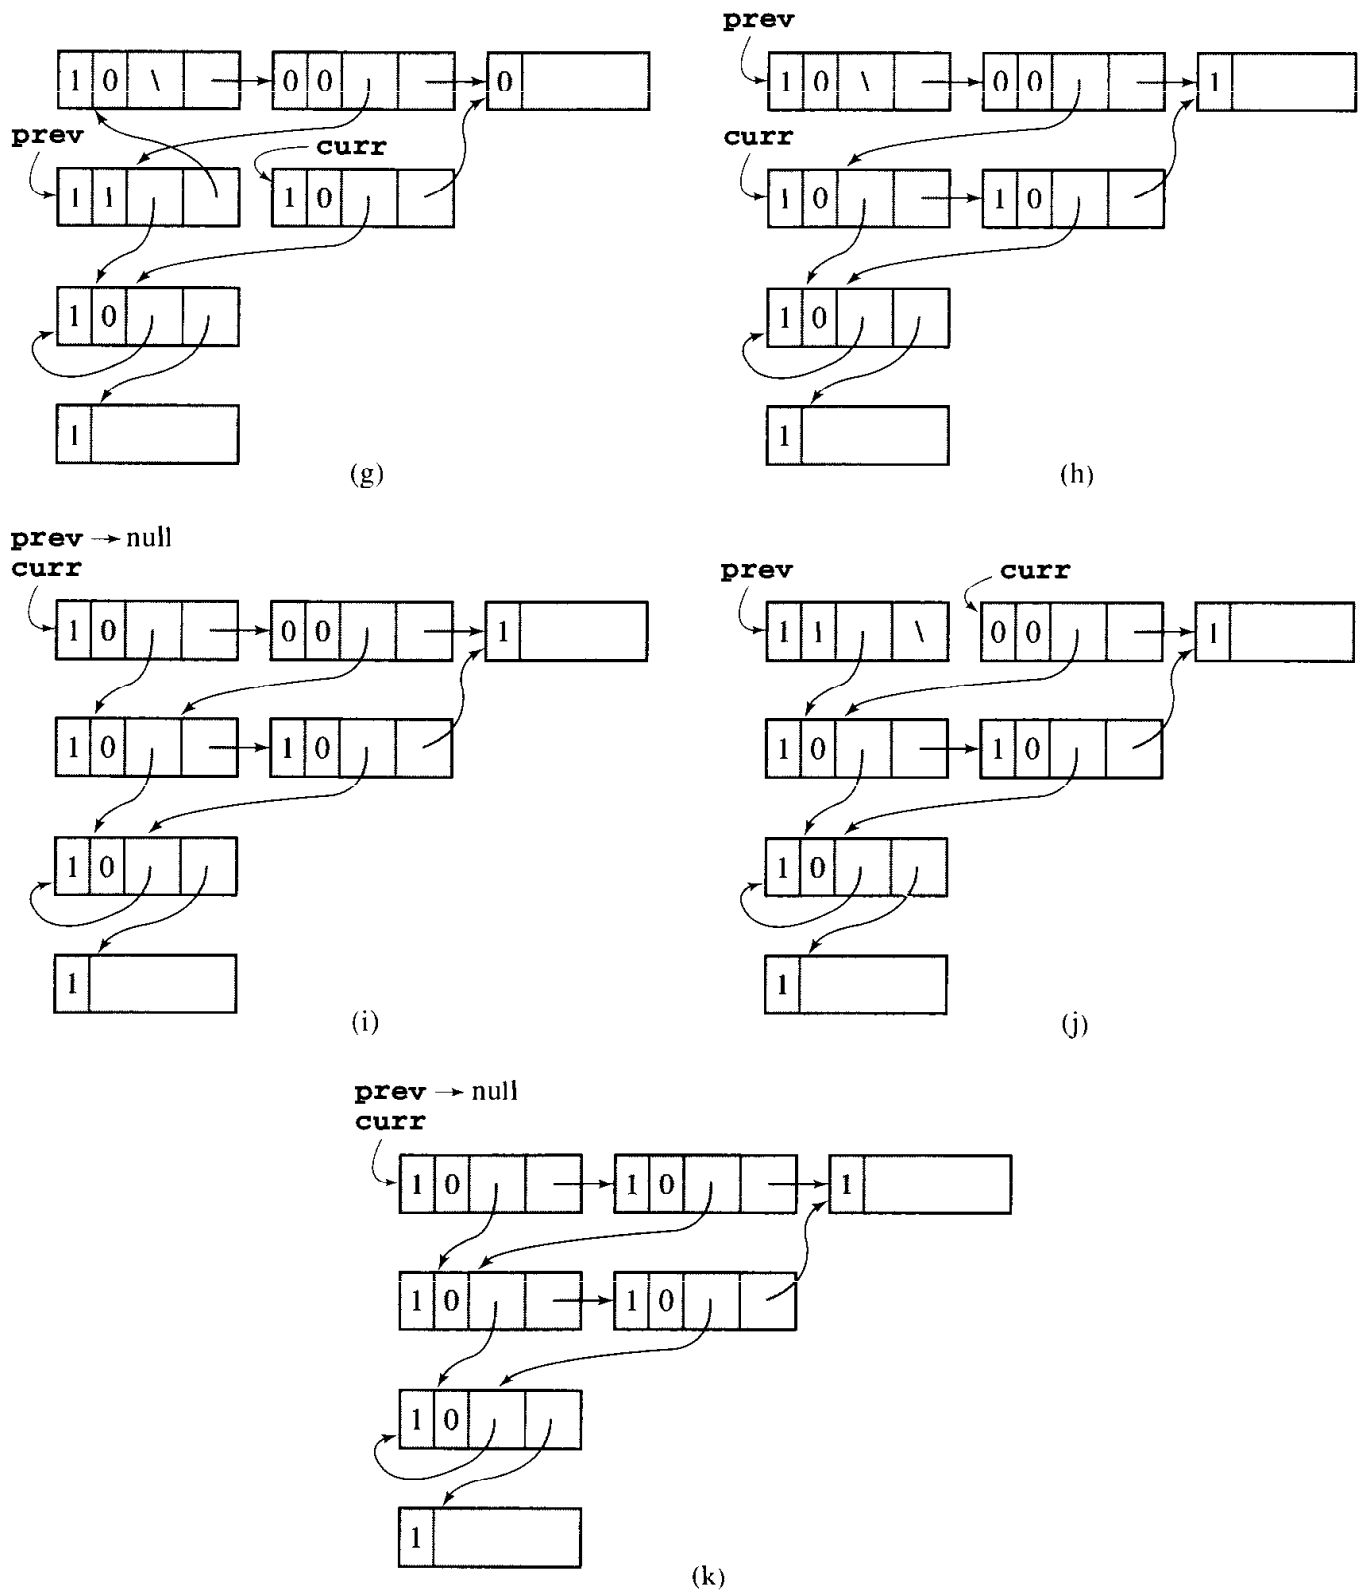 prev
1 0 \ 0 0 0 1 0 \ 0 0 1
prev curr curr
1 1 1 0 1 0 1 0
1 0 1 0
1 1
(g) (h)
prev → null
curr prev curr
1 0 0 0 1 1 1 \ 0 0 1
1 0 1 0 1 0 1 0
1 0 1 0
1 1
(i) (j)
prev → null
curr
1 0 1 0 1
1 0 1 0
1 0
1
(k)